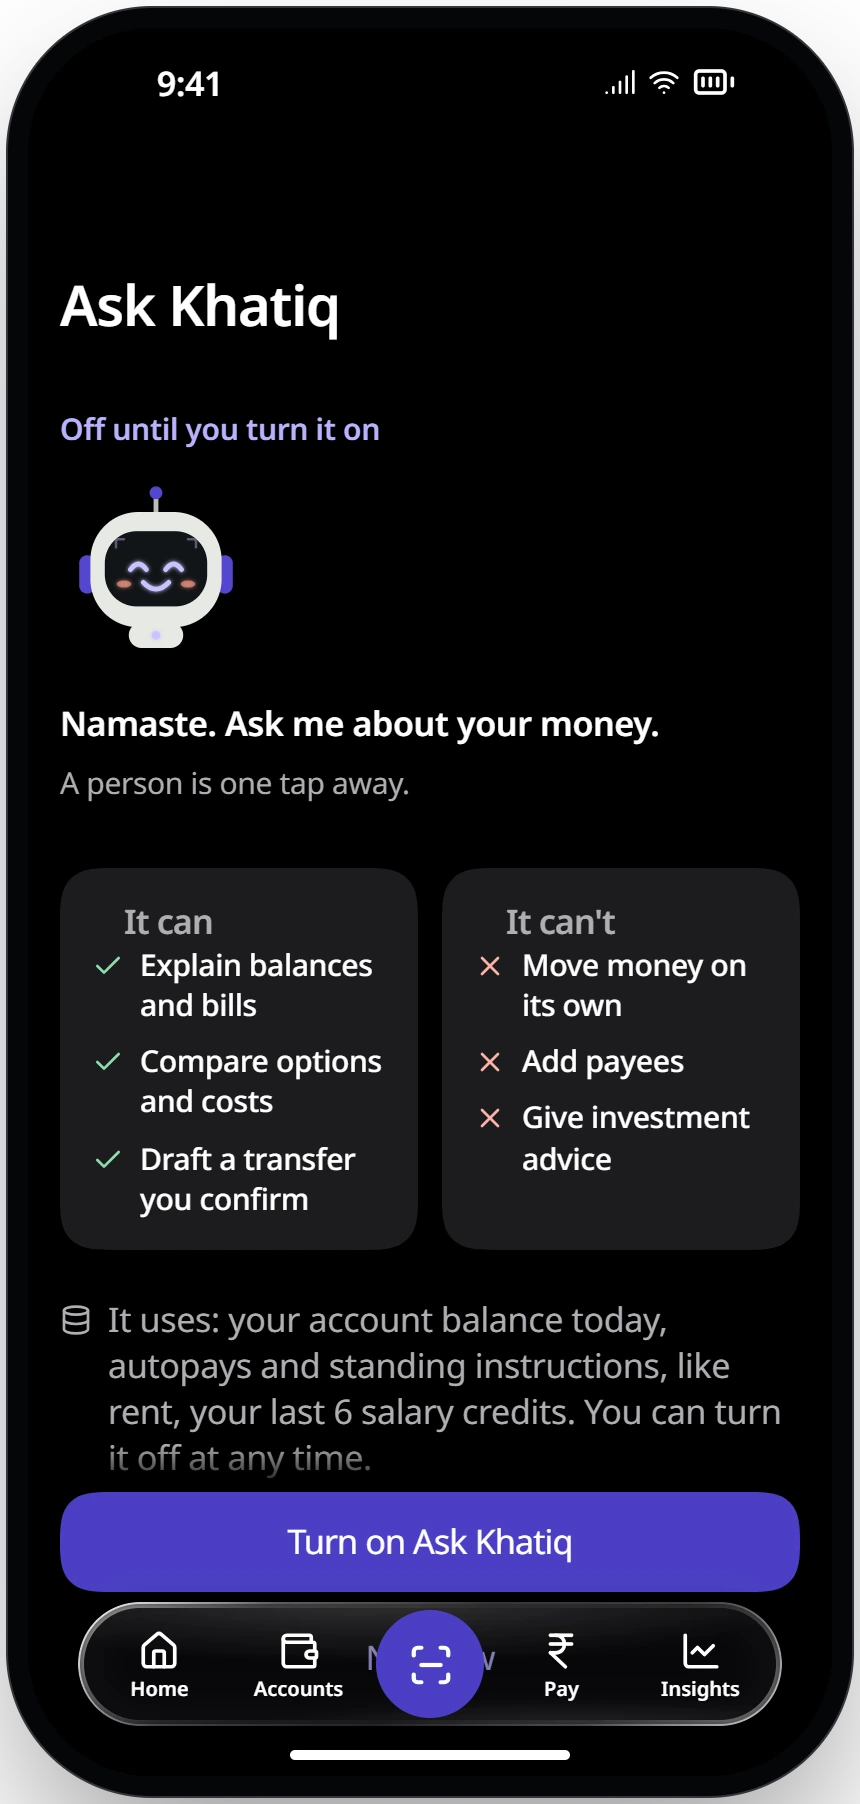 9:41
Ask Khatiq
Off until you turn it on
Namaste. Ask me about your money.
A person is one tap away.
It can
Explain balances
and bills
Compare options
and costs
Draft a transfer
you confirm
It can't
Move money on
its own
Add payees
Give investment
advice
It uses: your account balance today,
autopays and standing instructions, like
rent, your last 6 salary credits. You can turn
it off at any time.
Turn on Ask Khatiq
Home
Accounts
Pay
Insights